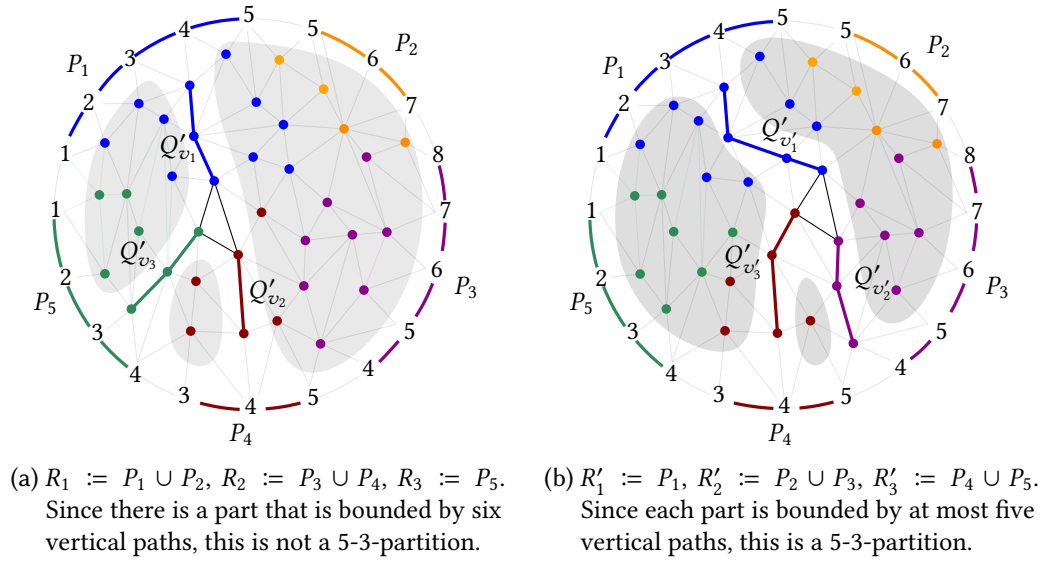 5
5
4
P₂
3
6
P₁
2
7
1
Q′ᵥ₁
8
1
7
Q′ᵥ₃
2
6
Q′ᵥ₂
P₅
P₃
3
5
4
4
3
4
5
P₄
(a) R₁ := P₁ ∪ P₂, R₂ := P₃ ∪ P₄, R₃ := P₅.
Since there is a part that is bounded by six
vertical paths, this is not a 5-3-partition.
5
5
4
P₂
3
6
P₁
2
7
Q′ᵥ′₁
1
8
1
7
Q′ᵥ′₃
2
6
Q′ᵥ′₂
P₅
P₃
3
5
4
4
3
4
5
P₄
(b) R′₁ := P₁, R′₂ := P₂ ∪ P₃, R′₃ := P₄ ∪ P₅.
Since each part is bounded by at most five
vertical paths, this is a 5-3-partition.